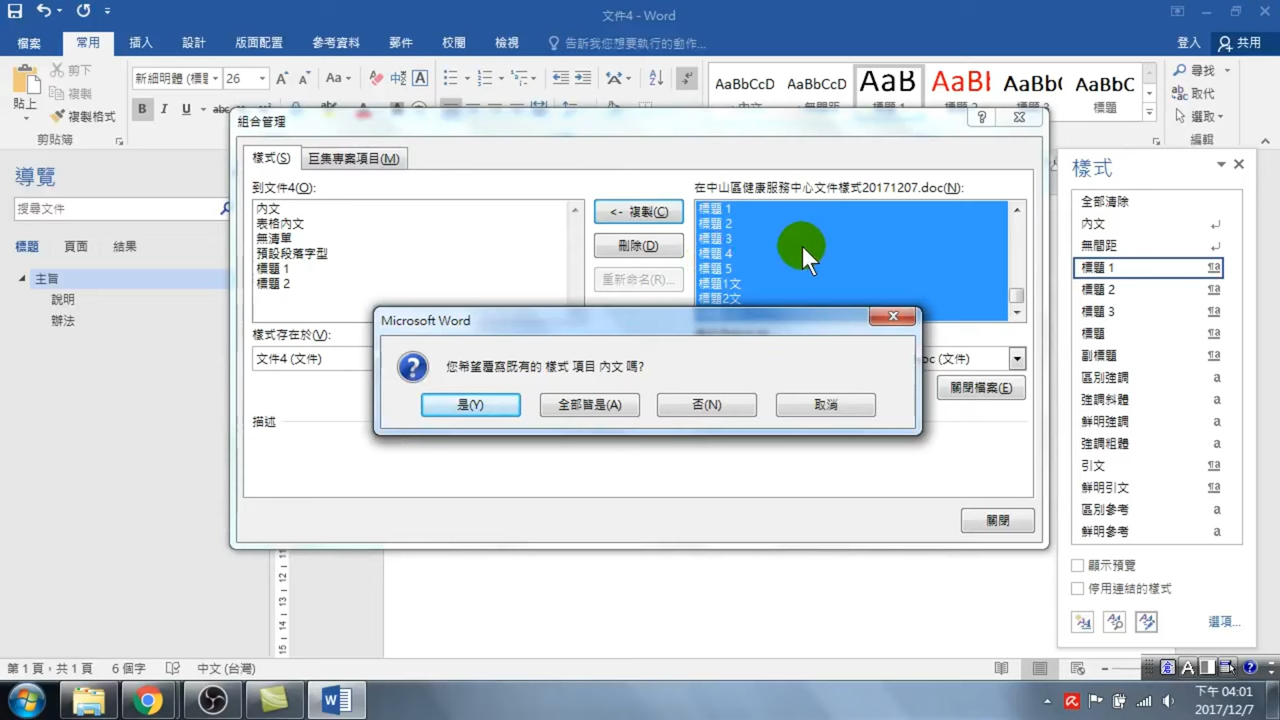 文件4 - Word
檔案 常用 插入 設計 版面配置 參考資料 郵件 校閱 檢視 告訴我您想要執行的動作... 登入 共用
貼上 剪下 複製 複製格式
剪貼簿
新細明體 (標題 26 Aa A
B I U abc
AaBbCcD AaBbCcD AaB AaBl AaBb( AaBbC
標題
尋找 取代 選取
編輯
導覽
搜尋文件
標題 頁面 結果
主旨
說明
辦法
組合管理
樣式(S) 巨集專案項目(M)
到文件4(O):
內文
表格內文
無清單
預設段落字型
標題 1
標題 2
<- 複製(C)
刪除(D)
重新命名(R)...
在中山區健康服務中心文件樣式20171207.doc(N):
標題 1
標題 2
標題 3
標題 4
標題 5
標題1文
標題2文
樣式存在於(V):
文件4 (文件)
oc (文件)
關閉檔案(E)
描述
關閉
Microsoft Word
您希望覆寫既有的 樣式 項目 內文 嗎?
是(Y) 全部皆是(A) 否(N) 取消
樣式
全部清除
內文
無間距
標題 1
標題 2
標題 3
標題
副標題
區別強調
強調斜體
鮮明強調
強調粗體
引文
鮮明引文
區別參考
鮮明參考
顯示預覽
停用連結的樣式
選項...
11
12
13
14
15
第 1 頁，共 1 頁 6 個字 中文 (台灣)
下午 04:01
2017/12/7